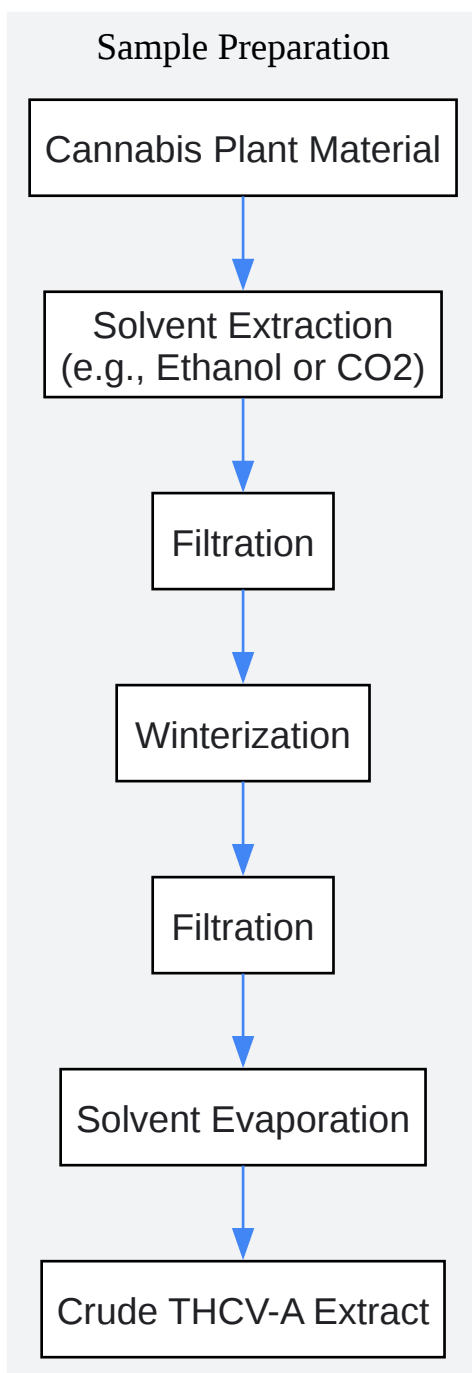 Sample Preparation
Cannabis Plant Material
Solvent Extraction
(e.g., Ethanol or CO2)
Filtration
Winterization
Filtration
Solvent Evaporation
Crude THCV-A Extract